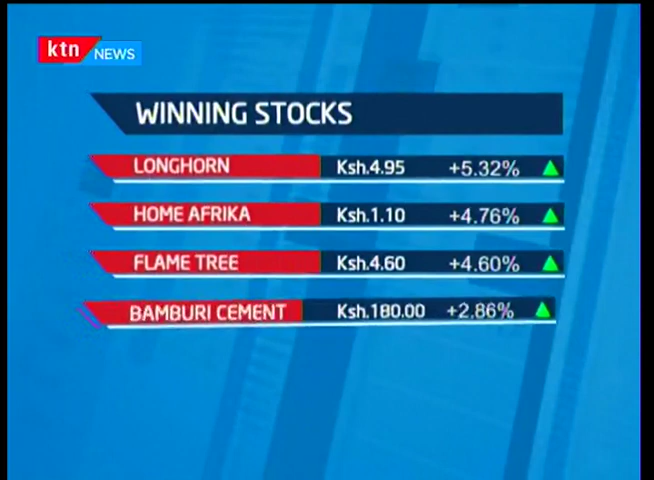 ktn NEWS
WINNING STOCKS
LONGHORN Ksh.4.95 +5.32%
HOME AFRIKA Ksh.1.10 +4.76%
FLAME TREE Ksh.4.60 +4.60%
BAMBURI CEMENT Ksh.180.00 +2.86%